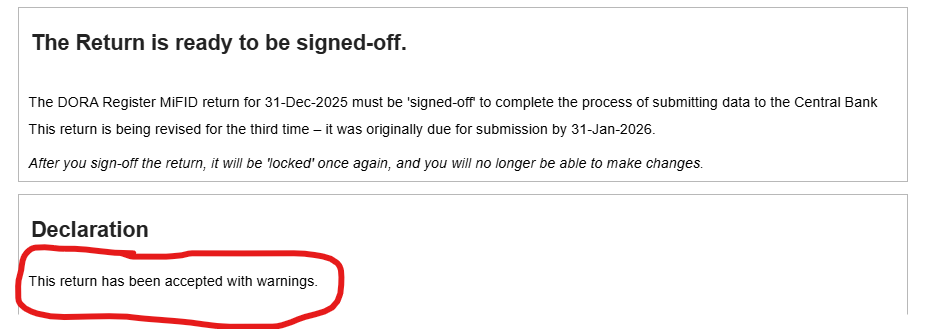 The Return is ready to be signed-off.
The DORA Register MiFID return for 31-Dec-2025 must be 'signed-off' to complete the process of submitting data to the Central Bank
This return is being revised for the third time – it was originally due for submission by 31-Jan-2026.
After you sign-off the return, it will be 'locked' once again, and you will no longer be able to make changes.
Declaration
This return has been accepted with warnings.